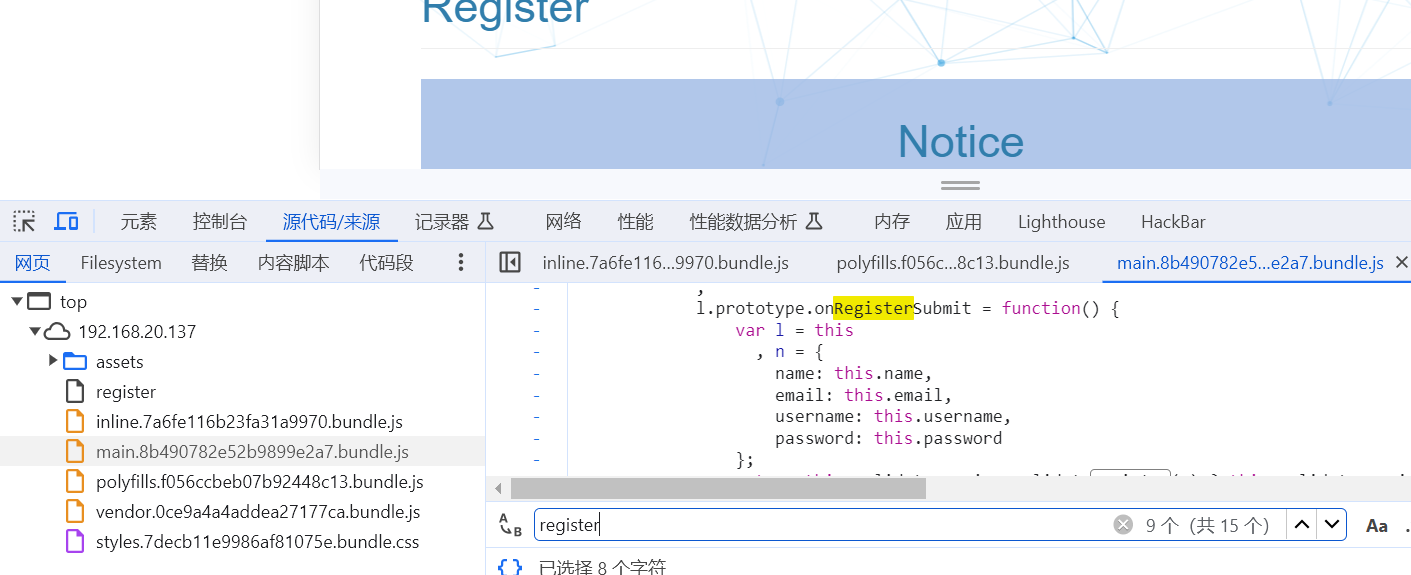 Register
Notice
元素 控制台 源代码/来源 记录器 网络 性能 性能数据分析 内存 应用 Lighthouse HackBar
网页 Filesystem 替换 内容脚本 代码段
inline.7a6fe116...9970.bundle.js polyfills.f056c...8c13.bundle.js main.8b490782e5...e2a7.bundle.js
top
192.168.20.137
assets
register
inline.7a6fe116b23fa31a9970.bundle.js
main.8b490782e52b9899e2a7.bundle.js
polyfills.f056ccbeb07b92448c13.bundle.js
vendor.0ce9a4a4addea27177ca.bundle.js
styles.7decb11e9986af81075e.bundle.css
,
l.prototype.onRegisterSubmit = function() {
var l = this
, n = {
name: this.name,
email: this.email,
username: this.username,
password: this.password
};
register
9个（共 15 个）
Aa
{} 已选择 8 个字符